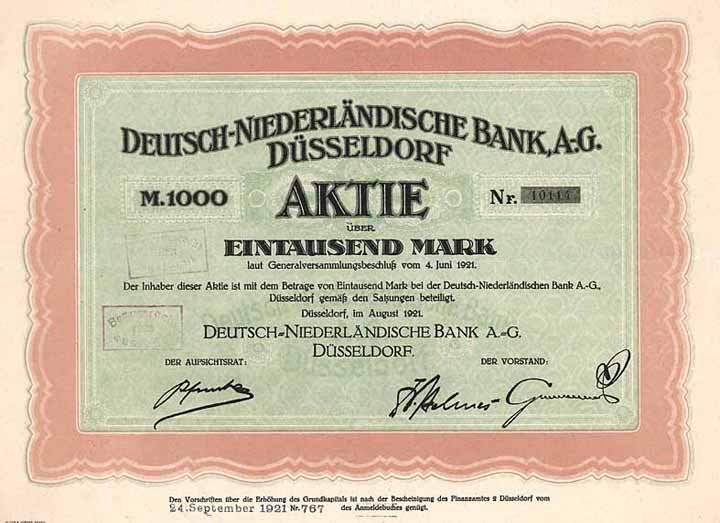 DEUTSCH-NIEDERLÄNDISCHE BANK, A.-G.
DÜSSELDORF
M.1000 AKTIE Nr. 10114
ÜBER
EINTAUSEND MARK
laut Generalversammlungsbeschluß vom 4. Juni 1921.
Der Inhaber dieser Aktie ist mit dem Betrage von Eintausend Mark bei der Deutsch-Niederländischen Bank A.-G.,
Düsseldorf gemäß den Satzungen beteiligt.
Düsseldorf, im August 1921.
DEUTSCH-NIEDERLÄNDISCHE BANK A.-G.
DÜSSELDORF.
DER AUFSICHTSRAT: DER VORSTAND:
Den Vorschriften über die Erhöhung des Grundkapitals ist nach der Bescheinigung des Finanzamtes 2 Düsseldorf vom
24. September 1921 Nr. 767 des Anmeldebuches genügt.